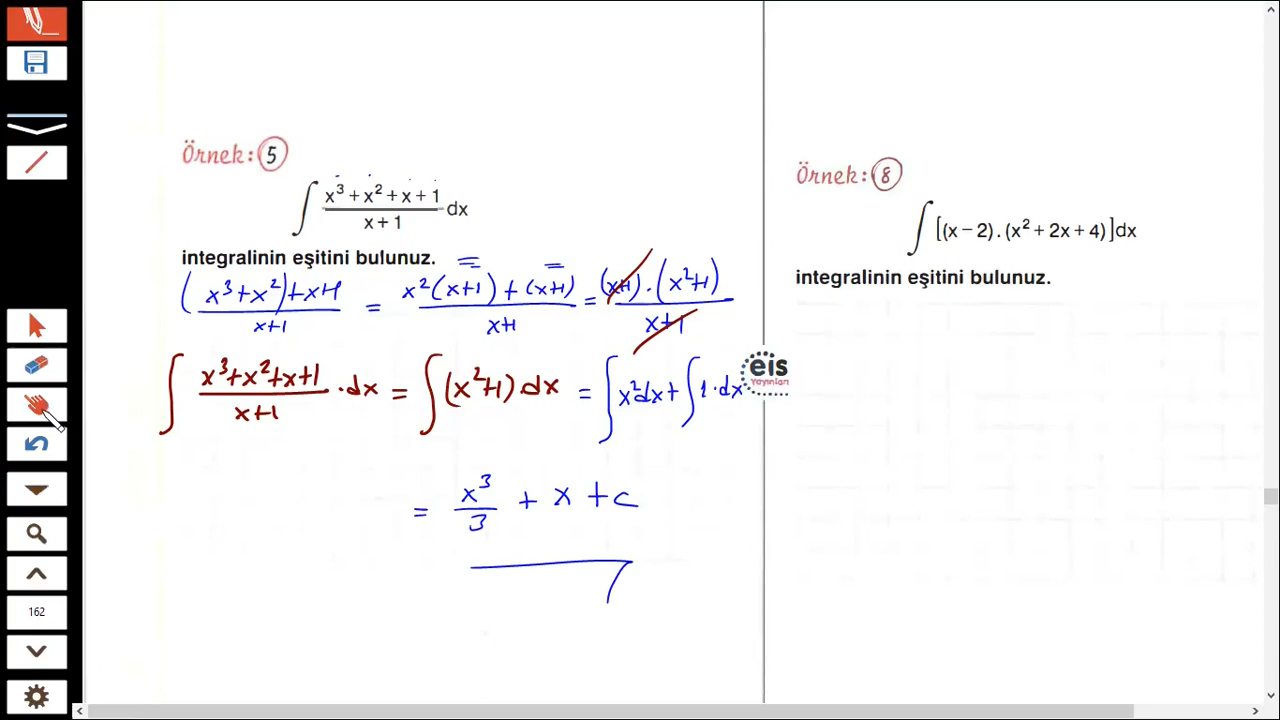 Örnek: 5
∫ x³ + x² + x + 1 / x + 1 dx
integralinin eşitini bulunuz.
(x³+x²)+x+1 / x+1 = x²(x+1)+(x+1) / x+1 = (x+1)·(x²+1) / x+1
∫ x³+x²+x+1 / x+1 · dx = ∫(x²+1)dx = ∫x²dx+∫1·dx
= x³/3 + x + c
eis
Yayınları
Örnek: 8
∫ [(x − 2) . (x² + 2x + 4)]dx
integralinin eşitini bulunuz.
162